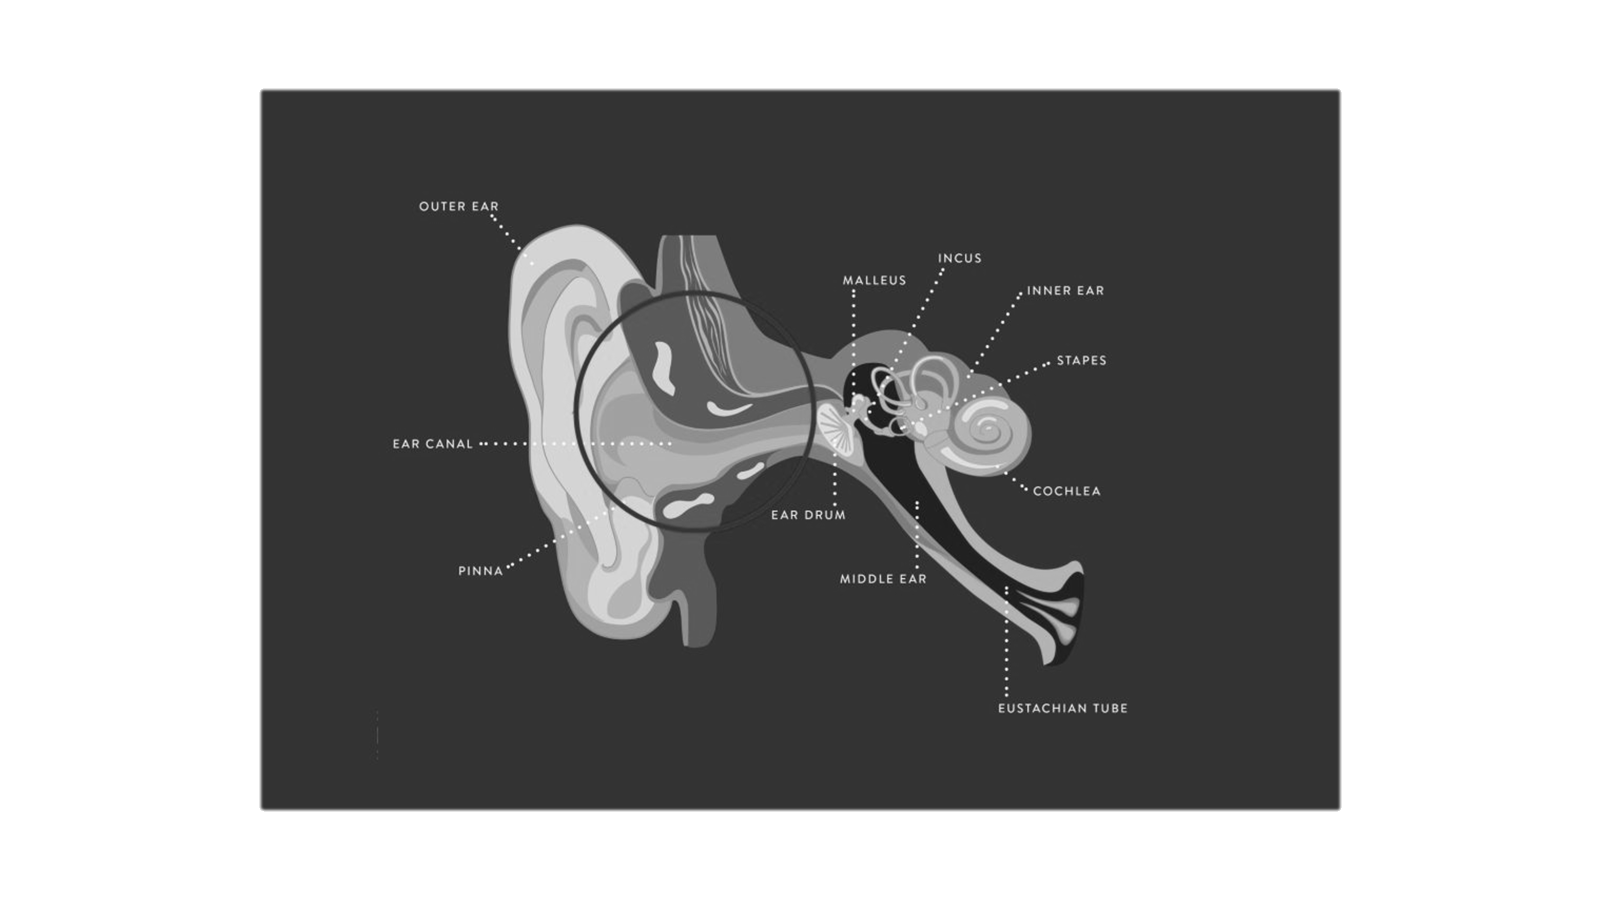 OUTER EAR
INCUS
MALLEUS
INNER EAR
STAPES
EAR CANAL
COCHLEA
EAR DRUM
PINNA
MIDDLE EAR
EUSTACHIAN TUBE